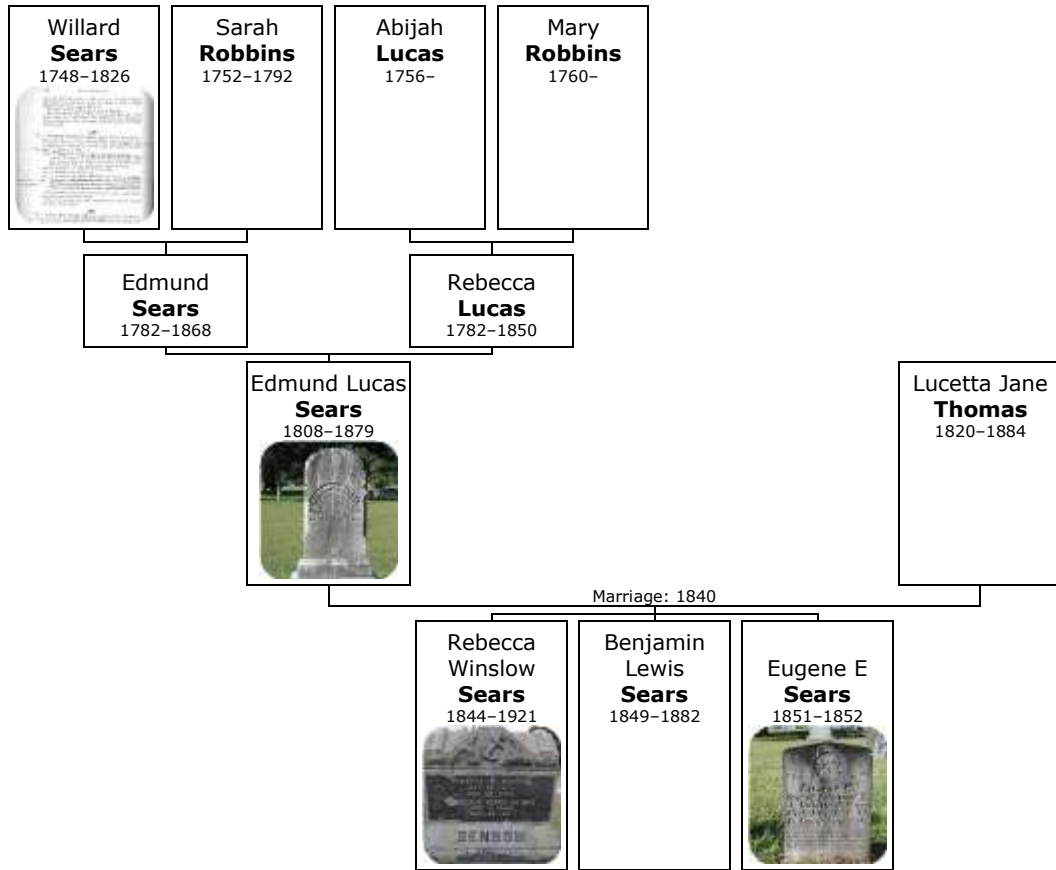 Willard
Sears
1748–1826
Sarah
Robbins
1752–1792
Abijah
Lucas
1756–
Mary
Robbins
1760–
Edmund
Sears
1782–1868
Rebecca
Lucas
1782–1850
Edmund Lucas
Sears
1808–1879
Lucetta Jane
Thomas
1820–1884
Marriage: 1840
Rebecca
Winslow
Sears
1844–1921
Benjamin
Lewis
Sears
1849–1882
Eugene E
Sears
1851–1852